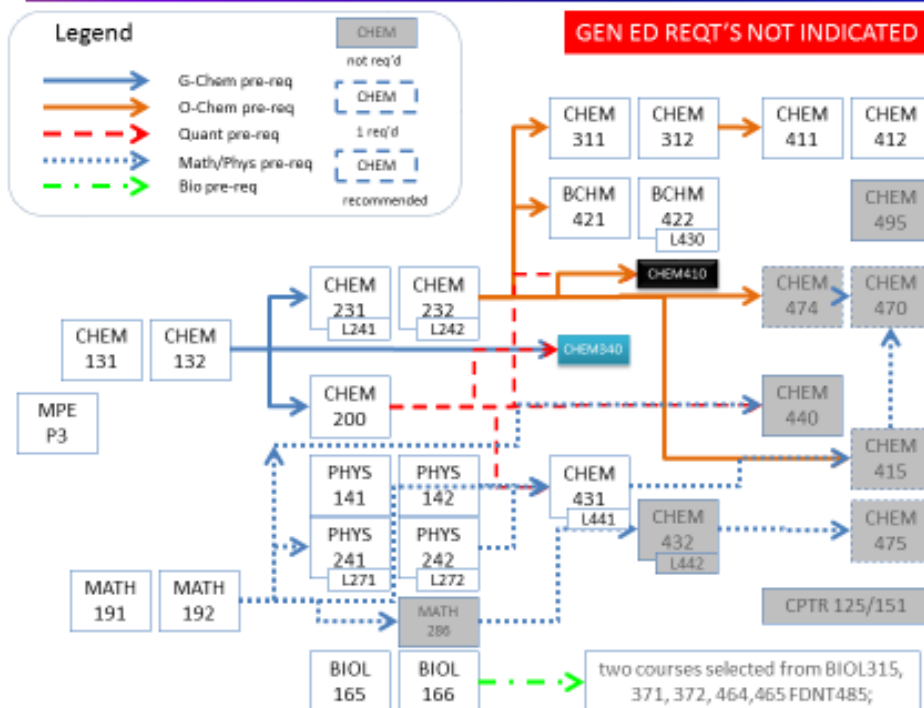 Legend
GEN ED REQT'S NOT INDICATED
CHEM
not req'd
G-Chem pre-req
O-Chem pre-req
CHEM
Quant pre-req
1 req'd
Math/Phys pre-req
CHEM
Bio pre-req
recommended
CHEM
311
CHEM
312
CHEM
411
CHEM
412
BCHM
421
BCHM
422
L430
CHEM
495
CHEM410
CHEM
231
L241
CHEM
232
L242
CHEM
474
CHEM
470
CHEM
131
CHEM
132
CHEM340
MPE
P3
CHEM
200
CHEM
440
CHEM
415
PHYS
141
PHYS
142
CHEM
431
L441
PHYS
241
L271
PHYS
242
L272
CHEM
432
L442
CHEM
475
MATH
191
MATH
192
MATH
286
CPTR 125/151
BIOL
165
BIOL
166
two courses selected from BIOL315,
371, 372, 464,465 FDNT485;